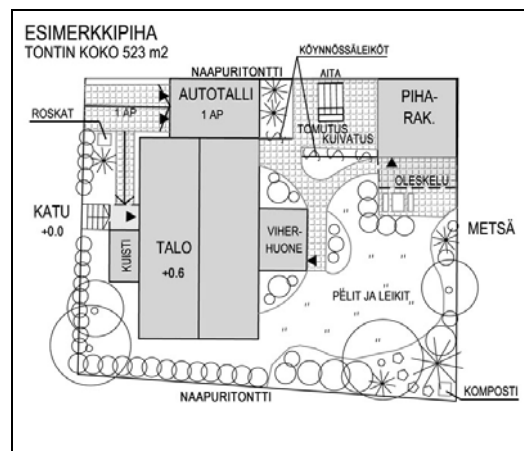 ESIMERKKIPIHA
TONTIN KOKO 523 m2
KÖYNNÖSSÄLEIKÖT
NAAPURITONTTI
AITA
AUTOTALLI
1 AP
1 AP
PIHA-
RAK.
ROSKAT
TOMUTUS
KUIVATUS
OLESKELU
KATU
+0.0
METSÄ
KUISTI
TALO
+0.6
VIHER-
HUONE
PELIT JA LEIKIT
NAAPURITONTTI
KOMPOSTI